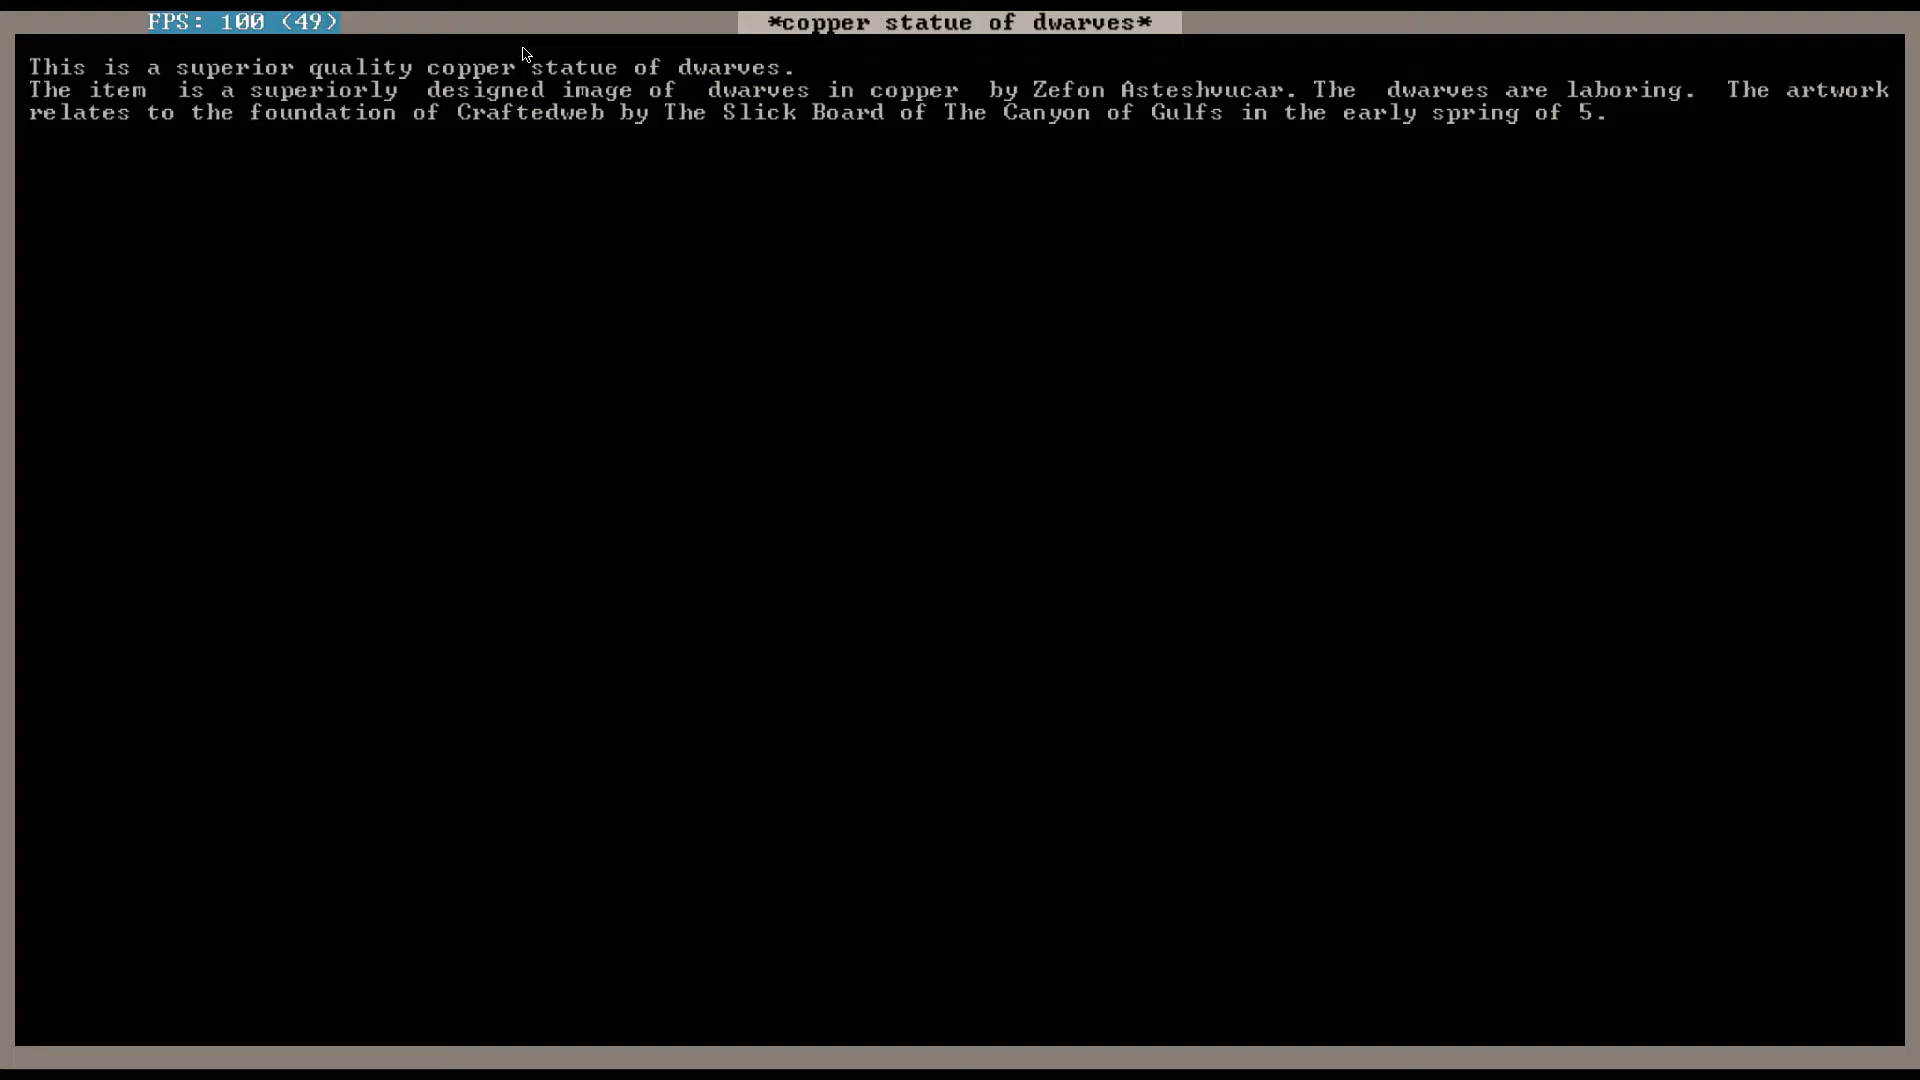 FPS: 100 (49)
*copper statue of dwarves*
This is a superior quality copper statue of dwarves.
The item is a superiorly designed image of dwarves in copper by Zefon Asteshvucar. The dwarves are laboring. The artwork
relates to the foundation of Craftedweb by The Slick Board of The Canyon of Gulfs in the early spring of 5.